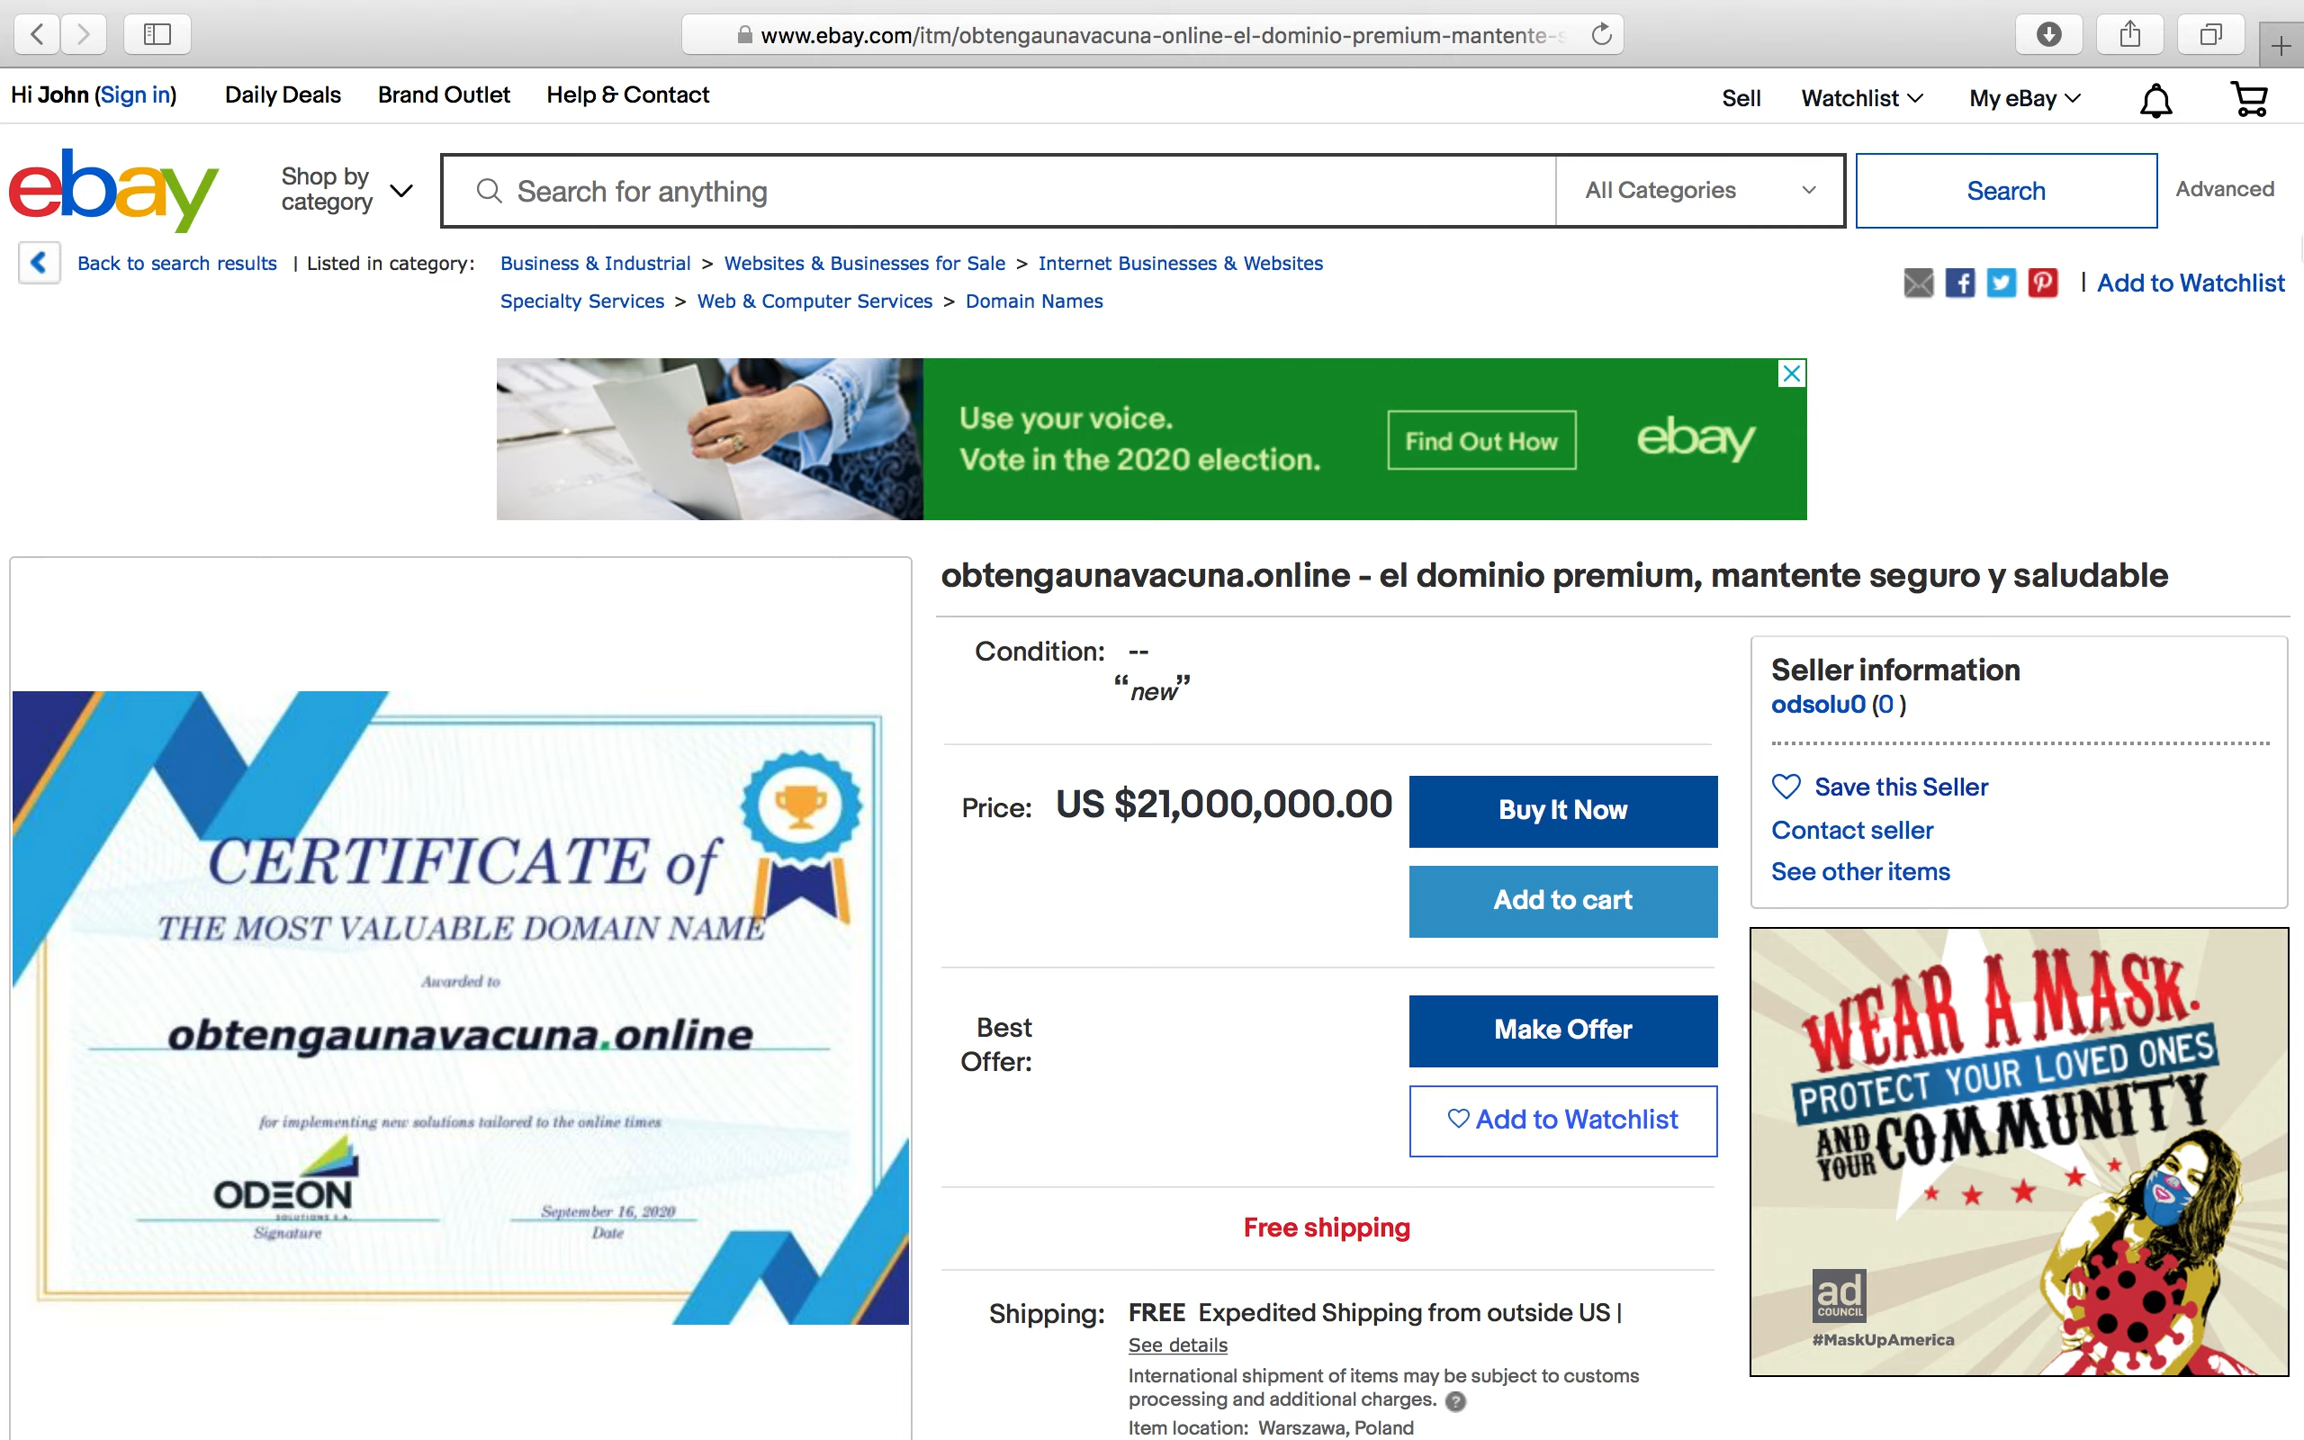 www.ebay.com/itm/obtengaunavacuna-online-el-dominio-premium-mantente-s
Hi John (Sign in)
Daily Deals
Brand Outlet
Help & Contact
Sell
Watchlist
My eBay
ebay
Shop by
category
Search for anything
All Categories
Search
Advanced
Back to search results | Listed in category:
Business & Industrial > Websites & Businesses for Sale > Internet Businesses & Websites
Specialty Services > Web & Computer Services > Domain Names
| Add to Watchlist
Use your voice.
Vote in the 2020 election.
Find Out How
ebay
CERTIFICATE of
THE MOST VALUABLE DOMAIN NAME
Awarded to
obtengaunavacuna.online
for implementing new solutions tailored to the online times
ODEON
SOLUTIONS S.A.
Signature
September 16, 2020
Date
obtengaunavacuna.online - el dominio premium, mantente seguro y saludable
Condition: --
“new”
Price: US $21,000,000.00
Buy It Now
Add to cart
Best
Offer:
Make Offer
Add to Watchlist
Free shipping
Shipping: FREE Expedited Shipping from outside US |
See details
International shipment of items may be subject to customs
processing and additional charges.
Item location: Warszawa, Poland
Seller information
odsolu0 (0 )
Save this Seller
Contact seller
See other items
WEAR A MASK.
PROTECT YOUR LOVED ONES
AND YOUR COMMUNITY
ad
COUNCIL
#MaskUpAmerica